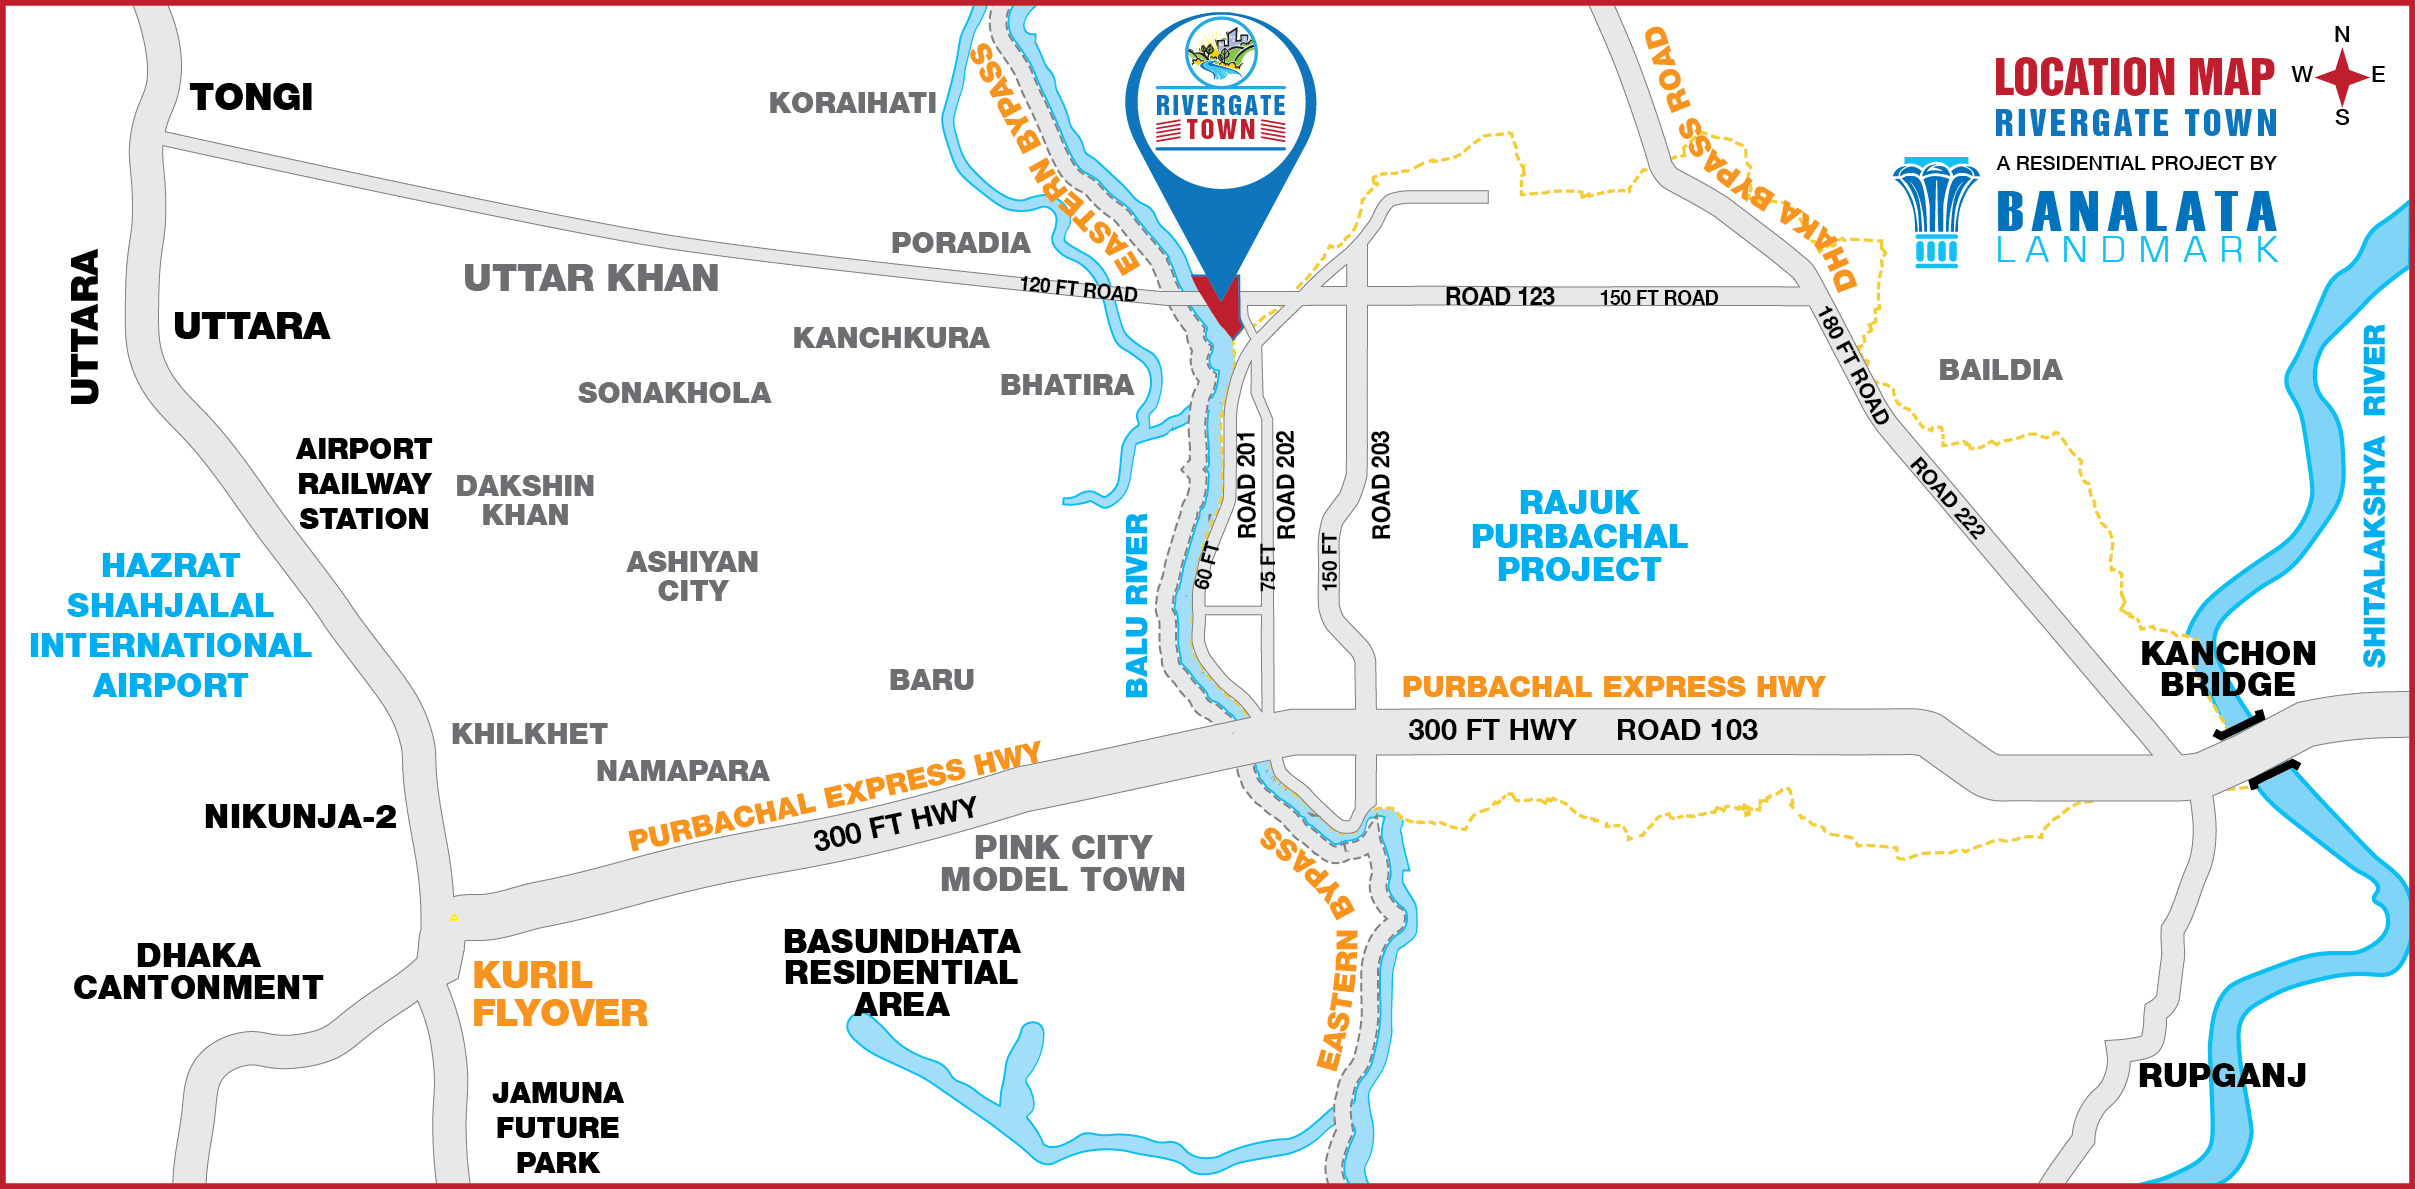 LOCATION MAP
RIVERGATE TOWN
A RESIDENTIAL PROJECT BY
BANALATA
LANDMARK
N
W
E
S
RIVERGATE
TOWN
TONGI
KORAIHATI
EASTERN BYPASS
DHAKA BYPASS ROAD
PORADIA
UTTAR KHAN
120 FT ROAD
ROAD 123
150 FT ROAD
UTTARA
UTTARA
KANCHKURA
BHATIRA
SONAKHOLA
180 FT ROAD
BAILDIA
SHITALAKSHYA RIVER
AIRPORT
RAILWAY
STATION
DAKSHIN
KHAN
ROAD 201
ROAD 202
ROAD 203
ROAD 222
RAJUK
PURBACHAL
PROJECT
HAZRAT
SHAHJALAL
INTERNATIONAL
AIRPORT
ASHIYAN
CITY
BALU RIVER
60 FT
75 FT
150 FT
BARU
KANCHON
BRIDGE
PURBACHAL EXPRESS HWY
300 FT HWY
ROAD 103
KHILKHET
NAMAPARA
PURBACHAL EXPRESS HWY
300 FT HWY
NIKUNJA-2
PINK CITY
MODEL TOWN
EASTERN BYPASS
BASUNDHATA
RESIDENTIAL
AREA
DHAKA
CANTONMENT
KURIL
FLYOVER
JAMUNA
FUTURE
PARK
RUPGANJ